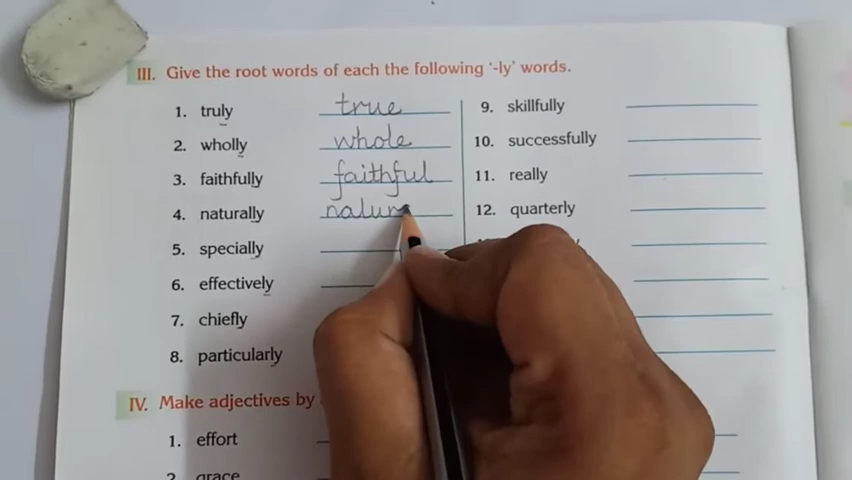 III. Give the root words of each the following '-ly' words.
1. truly true
2. wholly whole
3. faithfully faithful
4. naturally
5. specially
6. effectively
7. chiefly
8. particularly
9. skillfully
10. successfully
11. really
12. quarterly
IV. Make adjectives by
1. effort
2. grace